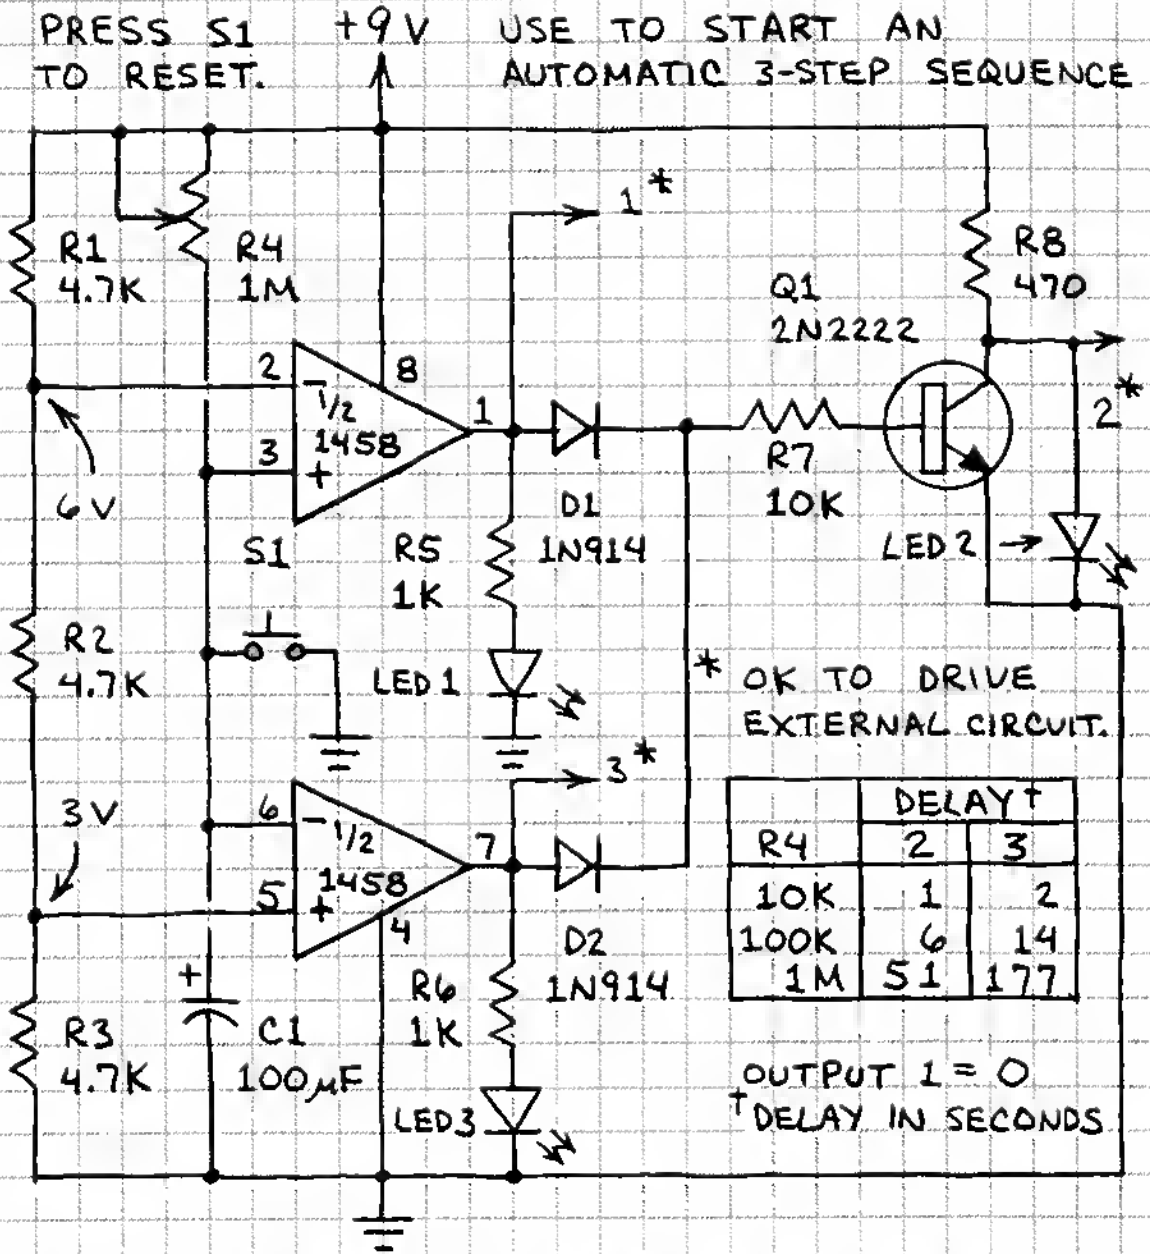 PRESS S1
TO RESET.
+9V
USE TO START AN
AUTOMATIC 3-STEP SEQUENCE
1*
R1
4.7K
R4
1M
R8
470
Q1
2N2222
2
8
-
1/2
1458
3
+
1
6V
2*
R7
10K
D1
1N914
R5
1K
S1
LED 2
R2
4.7K
LED 1
* OK TO DRIVE
EXTERNAL CIRCUIT.
3*
3V
6
-
1/2
1458
5
+
7
4
DELAY†
R4 2 3
10K 1 2
100K 6 14
1M 51 177
D2
1N914
R6
1K
+
R3
4.7K
C1
100µF
LED3
OUTPUT 1 = 0
†DELAY IN SECONDS